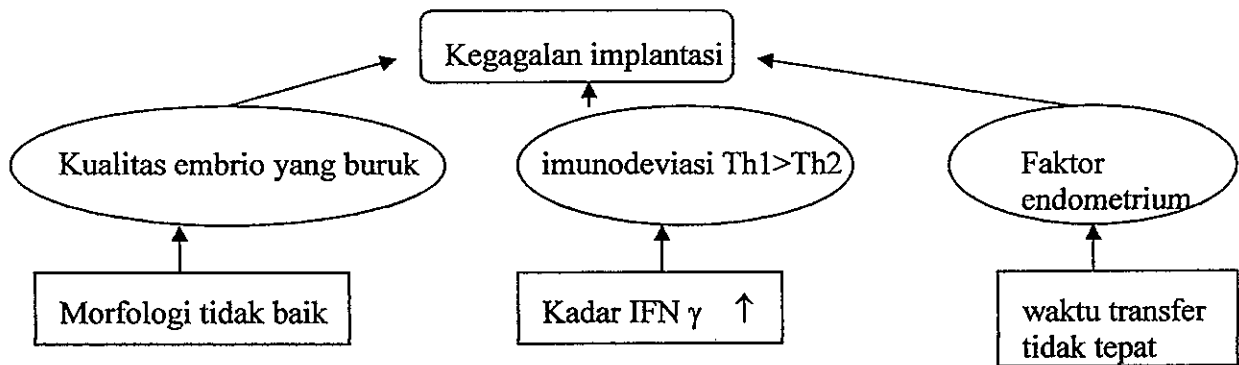 Kegagalan implantasi
Kualitas embrio yang buruk
imunodeviasi Th1>Th2
Faktor
endometrium
Morfologi tidak baik
Kadar IFN γ ↑
waktu transfer
tidak tepat